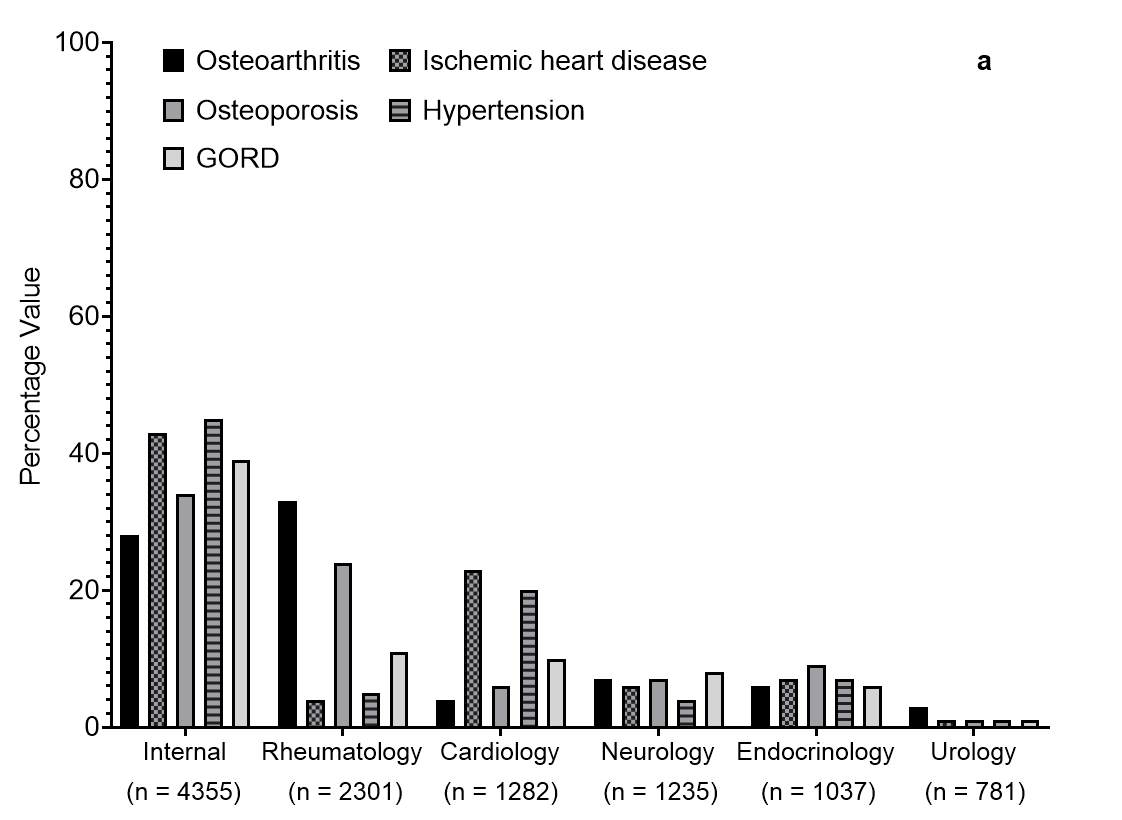 a
Osteoarthritis
Ischemic heart disease
Osteoporosis
Hypertension
GORD
Percentage Value
100
80
60
40
20
0
Internal
(n = 4355)
Rheumatology
(n = 2301)
Cardiology
(n = 1282)
Neurology
(n = 1235)
Endocrinology
(n = 1037)
Urology
(n = 781)